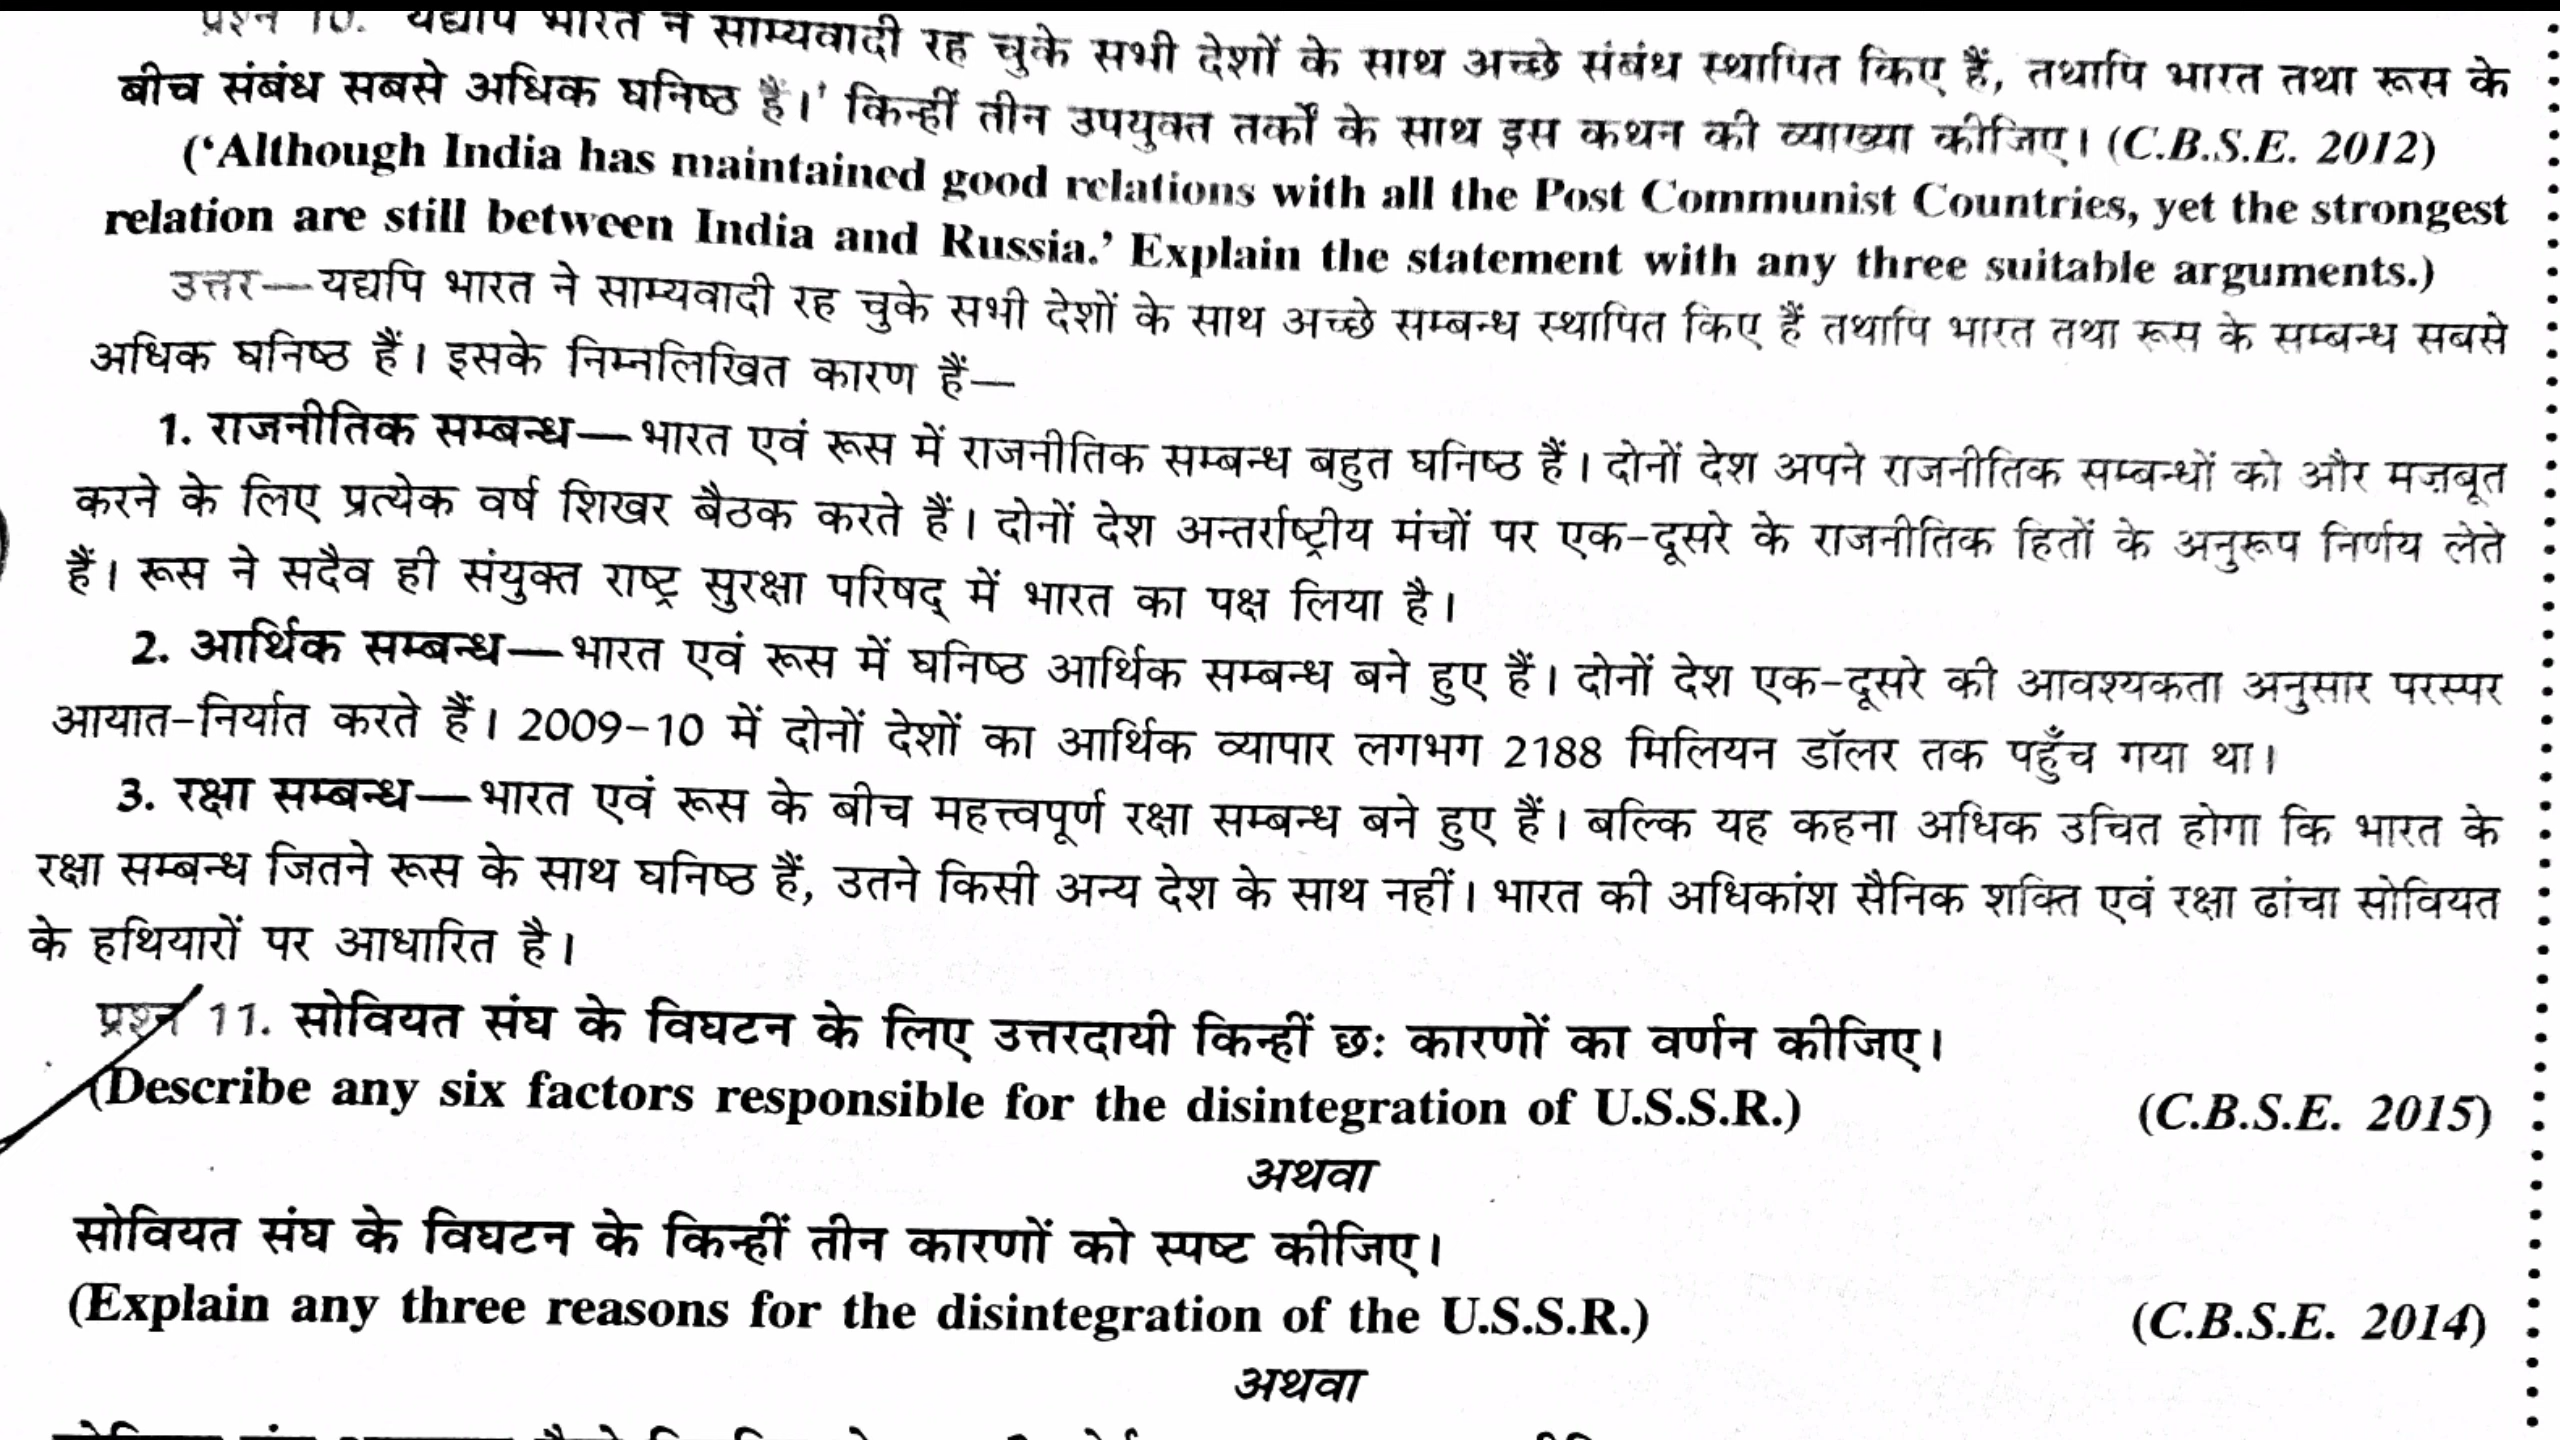 प्रश्न 10. यद्यपि भारत ने साम्यवादी रह चुके सभी देशों के साथ अच्छे संबंध स्थापित किए हैं, तथापि भारत तथा रूस के
बीच संबंध सबसे अधिक घनिष्ठ हैं।' किन्हीं तीन उपयुक्त तर्कों के साथ इस कथन की व्याख्या कीजिए। (C.B.S.E. 2012)
(‘Although India has maintained good relations with all the Post Communist Countries, yet the strongest
relation are still between India and Russia.’ Explain the statement with any three suitable arguments.)
उत्तर—यद्यपि भारत ने साम्यवादी रह चुके सभी देशों के साथ अच्छे सम्बन्ध स्थापित किए हैं तथापि भारत तथा रूस के सम्बन्ध सबसे
अधिक घनिष्ठ हैं। इसके निम्नलिखित कारण हैं—
1. राजनीतिक सम्बन्ध—भारत एवं रूस में राजनीतिक सम्बन्ध बहुत घनिष्ठ हैं। दोनों देश अपने राजनीतिक सम्बन्धों को और मज़बूत
करने के लिए प्रत्येक वर्ष शिखर बैठक करते हैं। दोनों देश अन्तर्राष्ट्रीय मंचों पर एक-दूसरे के राजनीतिक हितों के अनुरूप निर्णय लेते
हैं। रूस ने सदैव ही संयुक्त राष्ट्र सुरक्षा परिषद् में भारत का पक्ष लिया है।
2. आर्थिक सम्बन्ध—भारत एवं रूस में घनिष्ठ आर्थिक सम्बन्ध बने हुए हैं। दोनों देश एक-दूसरे की आवश्यकता अनुसार परस्पर
आयात-निर्यात करते हैं। 2009-10 में दोनों देशों का आर्थिक व्यापार लगभग 2188 मिलियन डॉलर तक पहुँच गया था।
3. रक्षा सम्बन्ध—भारत एवं रूस के बीच महत्त्वपूर्ण रक्षा सम्बन्ध बने हुए हैं। बल्कि यह कहना अधिक उचित होगा कि भारत के
रक्षा सम्बन्ध जितने रूस के साथ घनिष्ठ हैं, उतने किसी अन्य देश के साथ नहीं। भारत की अधिकांश सैनिक शक्ति एवं रक्षा ढांचा सोवियत
के हथियारों पर आधारित है।
प्रश्न 11. सोवियत संघ के विघटन के लिए उत्तरदायी किन्हीं छः कारणों का वर्णन कीजिए।
(Describe any six factors responsible for the disintegration of U.S.S.R.) (C.B.S.E. 2015)
अथवा
सोवियत संघ के विघटन के किन्हीं तीन कारणों को स्पष्ट कीजिए।
(Explain any three reasons for the disintegration of the U.S.S.R.) (C.B.S.E. 2014)
अथवा